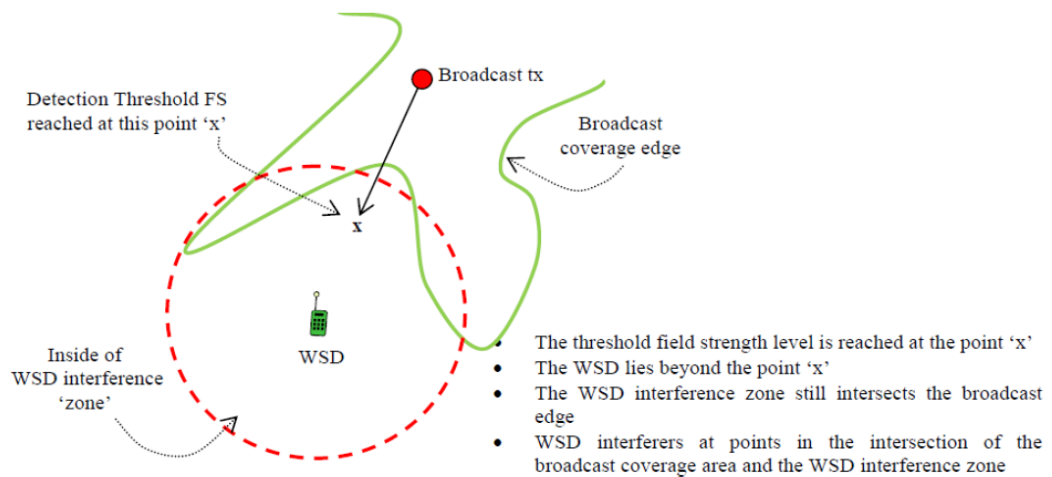 Broadcast tx
Detection Threshold FS
reached at this point ‘x’
Broadcast
coverage edge
x
WSD
Inside of
WSD interference
‘zone’
• The threshold field strength level is reached at the point ‘x’
• The WSD lies beyond the point ‘x’
• The WSD interference zone still intersects the broadcast
edge
• WSD interferers at points in the intersection of the
broadcast coverage area and the WSD interference zone